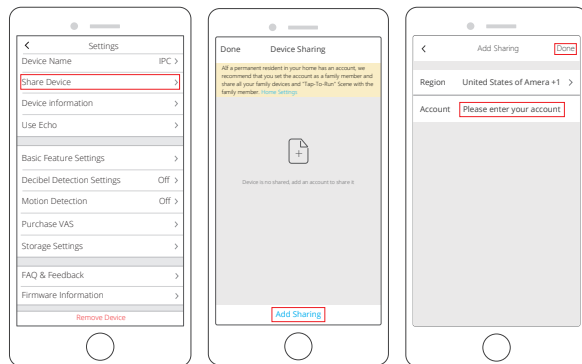 Settings
Device Name IPC
Share Device
Device information
Use Echo
Basic Feature Settings
Decibel Detection Settings Off
Motion Detection Off
Purchase VAS
Storage Settings
FAQ & Feedback
Firmware Information
Remove Device
Done Device Sharing
Alf a permanent resident in your home has an account, we
recommend that you set the account as a family member and
share all your family devices and "Tap-To-Run" Scene with the
family member. Home Settings
Device is no shared, add an account to share it
Add Sharing
Add Sharing Done
Region United States of Amera +1
Account Please enter your account